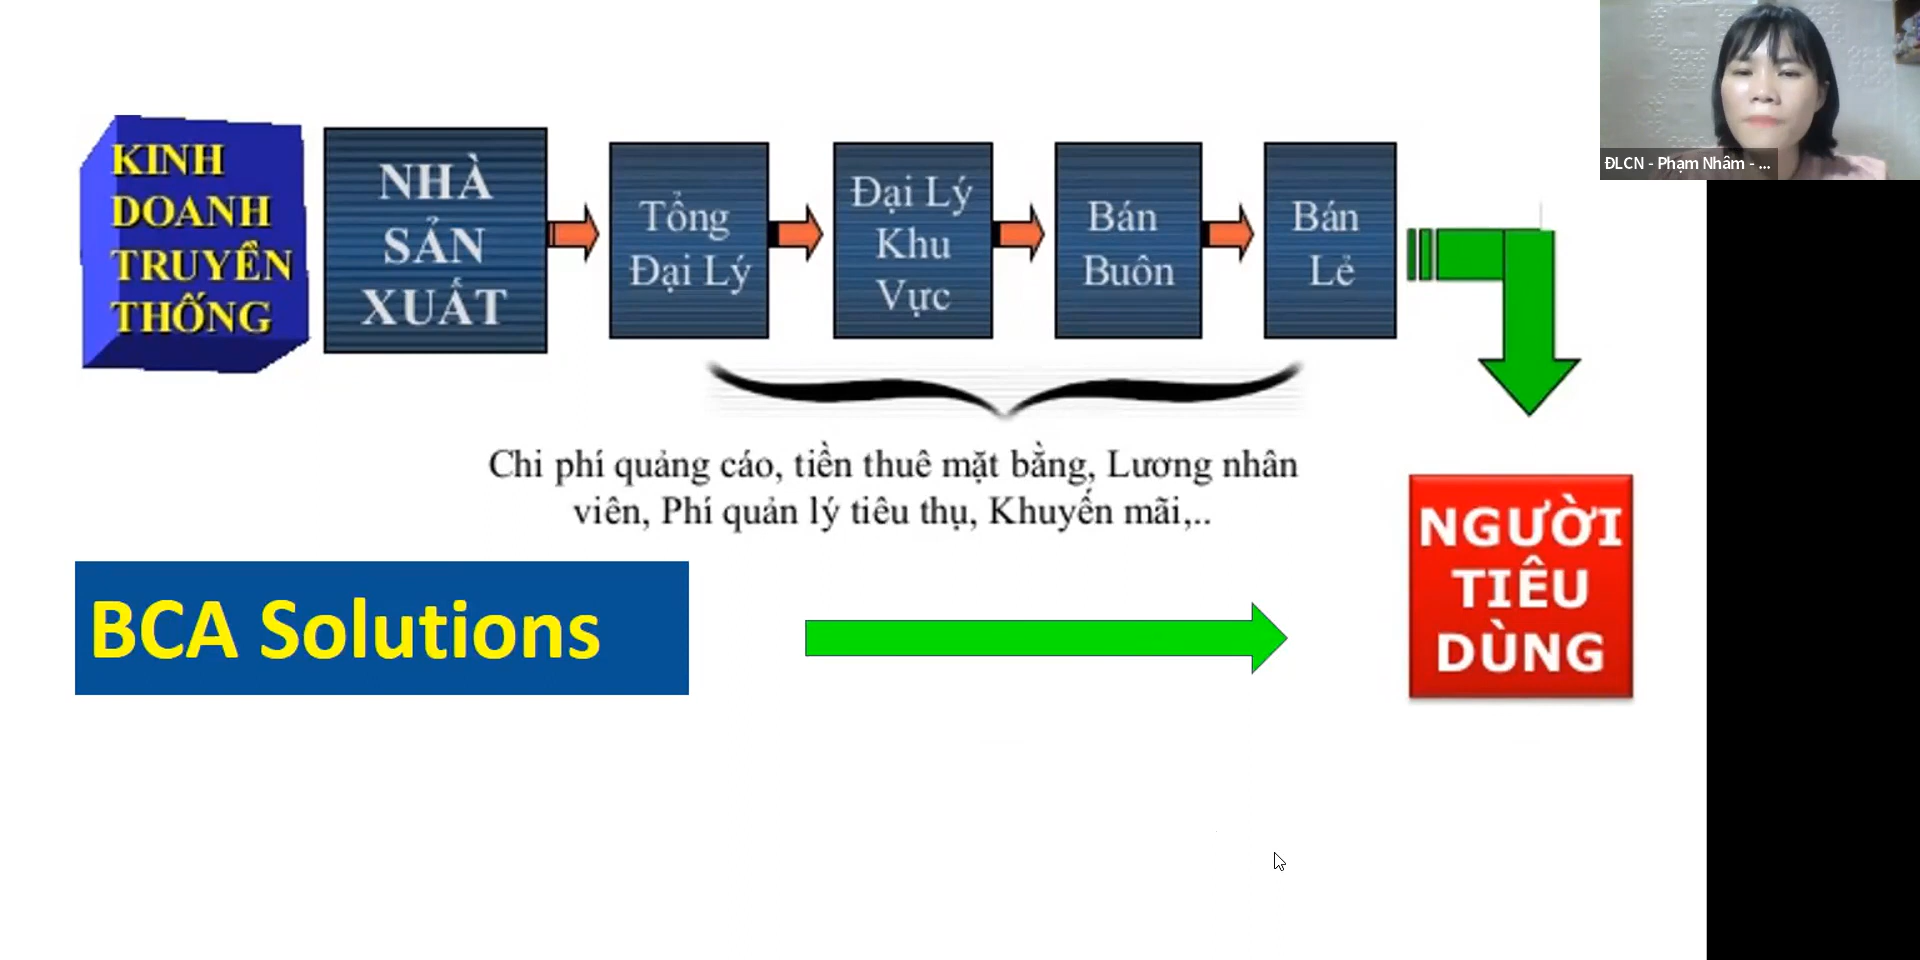 KINH
DOANH
TRUYỀN
THỐNG
NHÀ
SẢN
XUẤT
Tổng
Đại Lý
Đại Lý
Khu
Vực
Bán
Buôn
Bán
Lẻ
ĐLCN - Phạm Nhâm - ...
Chi phí quảng cáo, tiền thuê mặt bằng, Lương nhân
viên, Phí quản lý tiêu thụ, Khuyến mãi,..
NGƯỜI
TIÊU
DÙNG
BCA Solutions